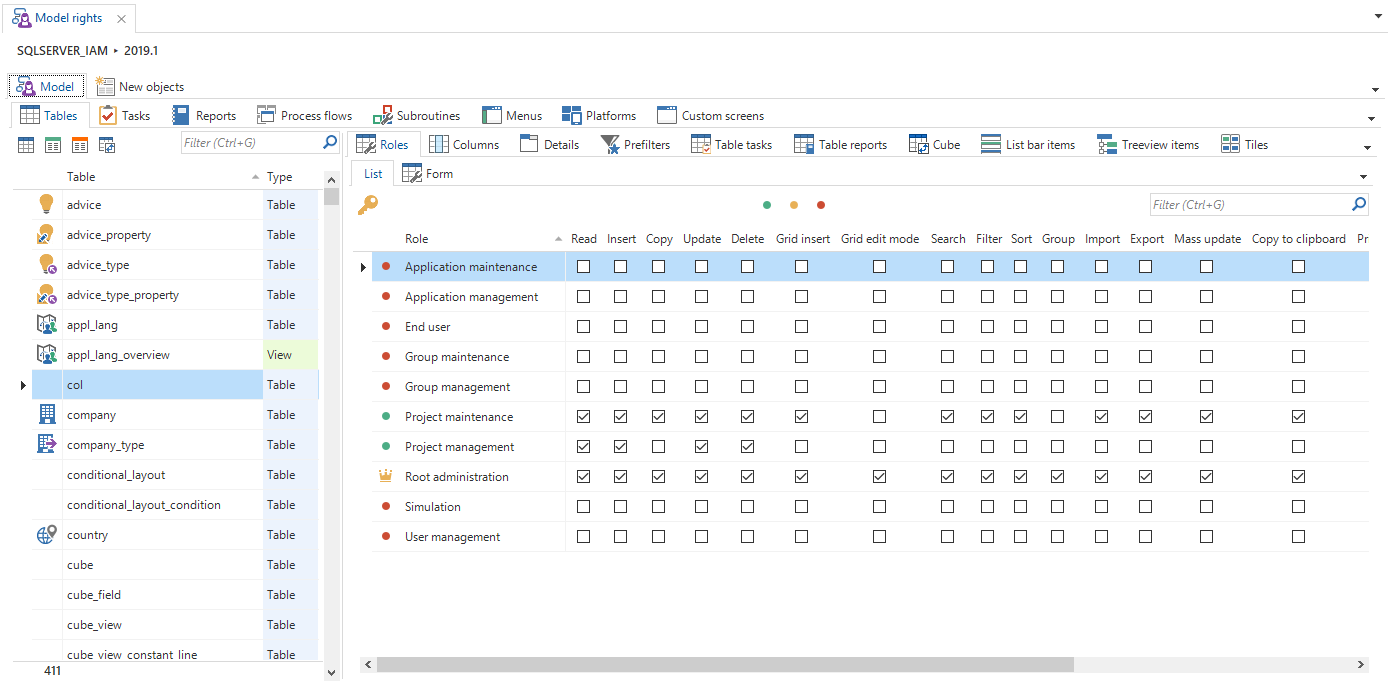 Model rights
SQLSERVER_IAM ‣ 2019.1
Model New objects
Tables Tasks Reports Process flows Subroutines Menus Platforms Custom screens
Filter (Ctrl+G)
Roles Columns Details Prefilters Table tasks Table reports Cube List bar items Treeview items Tiles
List Form
Filter (Ctrl+G)
Table Type
advice Table
advice_property Table
advice_type Table
advice_type_property Table
appl_lang Table
appl_lang_overview View
col Table
company Table
company_type Table
conditional_layout Table
conditional_layout_condition Table
country Table
cube Table
cube_field Table
cube_view Table
cube_view_constant_line Table
411
Role Read Insert Copy Update Delete Grid insert Grid edit mode Search Filter Sort Group Import Export Mass update Copy to clipboard Pr
Application maintenance
Application management
End user
Group maintenance
Group management
Project maintenance
Project management
Root administration
Simulation
User management